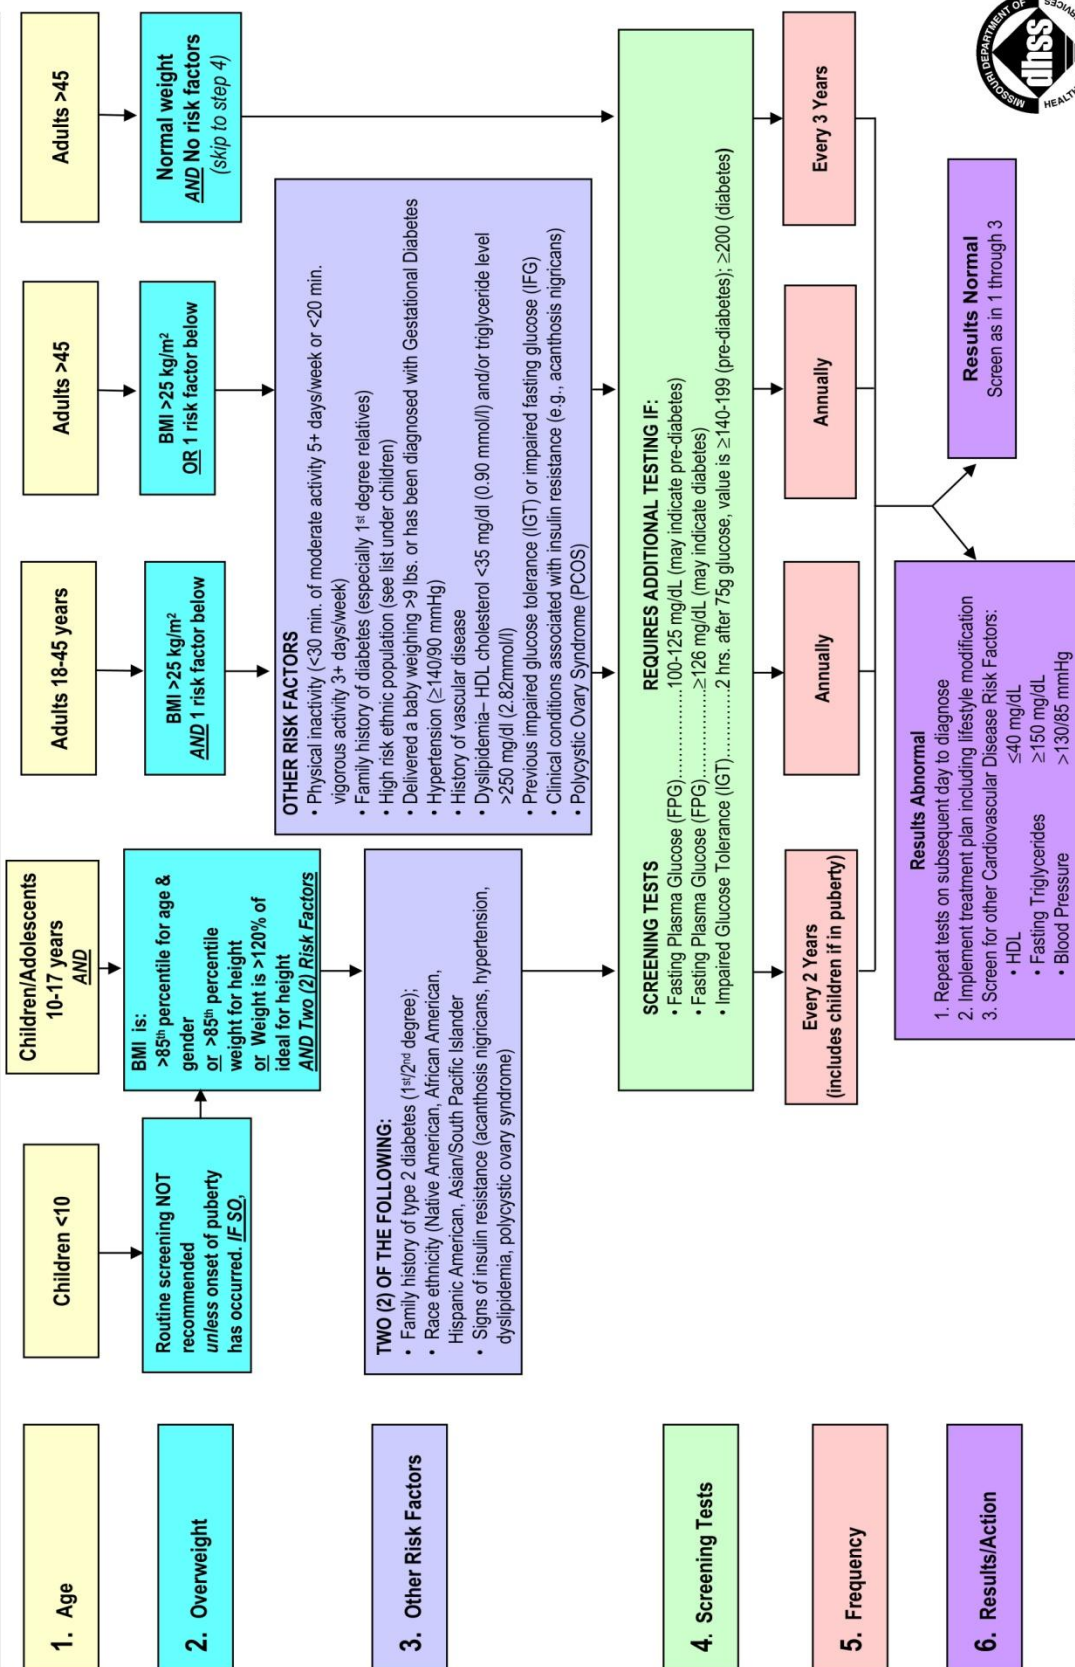 1. Age
Children <10
Children/Adolescents
10-17 years
AND
Adults 18-45 years
Adults >45
Adults >45
2. Overweight
Routine screening NOT
recommended
unless onset of puberty
has occurred. IF SO,
BMI is:
>85th percentile for age &
gender
or >85th percentile
weight for height
or Weight is >120% of
ideal for height
AND Two (2) Risk Factors
BMI >25 kg/m²
AND 1 risk factor below
BMI >25 kg/m²
OR 1 risk factor below
Normal weight
AND No risk factors
(skip to step 4)
3. Other Risk Factors
TWO (2) OF THE FOLLOWING:
• Family history of type 2 diabetes (1st/2nd degree);
• Race ethnicity (Native American, African American,
Hispanic American, Asian/South Pacific Islander
• Signs of insulin resistance (acanthosis nigricans, hypertension,
dyslipidemia, polycystic ovary syndrome)
OTHER RISK FACTORS
• Physical inactivity (<30 min. of moderate activity 5+ days/week or <20 min.
vigorous activity 3+ days/week)
• Family history of diabetes (especially 1st degree relatives)
• High risk ethnic population (see list under children)
• Delivered a baby weighing >9 lbs. or has been diagnosed with Gestational Diabetes
• Hypertension (≥140/90 mmHg)
• History of vascular disease
• Dyslipidemia– HDL cholesterol <35 mg/dl (0.90 mmol/l) and/or triglyceride level
>250 mg/dl (2.82mmol/l)
• Previous impaired glucose tolerance (IGT) or impaired fasting glucose (IFG)
• Clinical conditions associated with insulin resistance (e.g., acanthosis nigricans)
• Polycystic Ovary Syndrome (PCOS)
4. Screening Tests
SCREENING TESTS REQUIRES ADDITIONAL TESTING IF:
• Fasting Plasma Glucose (FPG)....................100-125 mg/dL (may indicate pre-diabetes)
• Fasting Plasma Glucose (FPG)....................≥126 mg/dL (may indicate diabetes)
• Impaired Glucose Tolerance (IGT)..............2 hrs. after 75g glucose, value is ≥140-199 (pre-diabetes); ≥200 (diabetes)
5. Frequency
Every 2 Years
(includes children if in puberty)
Annually
Annually
Every 3 Years
6. Results/Action
Results Abnormal
1. Repeat tests on subsequent day to diagnose
2. Implement treatment plan including lifestyle modification
3. Screen for other Cardiovascular Disease Risk Factors:
• HDL ≤40 mg/dL
• Fasting Triglycerides ≥150 mg/dL
• Blood Pressure >130/85 mmHg
Results Normal
Screen as in 1 through 3
MISSOURI DEPARTMENT OF
dhss